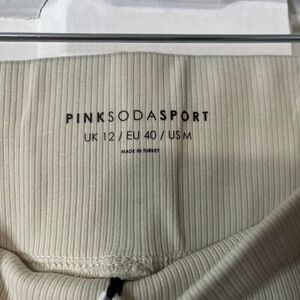 PINKSODASPORT
UK 12 / EU 40 / US M
MADE IN TURKEY